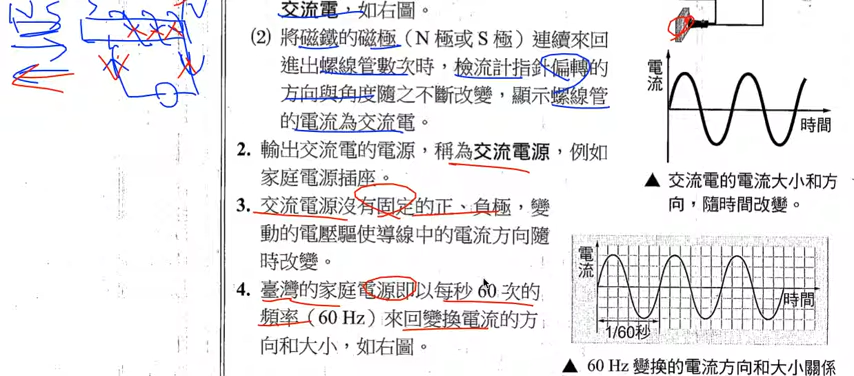 交流電，如右圖。
(2) 將磁鐵的磁極（N 極或 S 極）連續來回
進出螺線管數次時，檢流計指針偏轉的
方向與角度隨之不斷改變，顯示螺線管
的電流為交流電。
2. 輸出交流電的電源，稱為交流電源，例如
家庭電源插座。
3. 交流電源沒有固定的正、負極，變
動的電壓驅使導線中的電流方向隨
時改變。
4. 臺灣的家庭電源即以每秒 60 次的
頻率（60 Hz）來回變換電流的方
向和大小，如右圖。
電流
時間
▲ 交流電的電流大小和方
向，隨時間改變。
電流
時間
1/60秒
▲ 60 Hz 變換的電流方向和大小關係